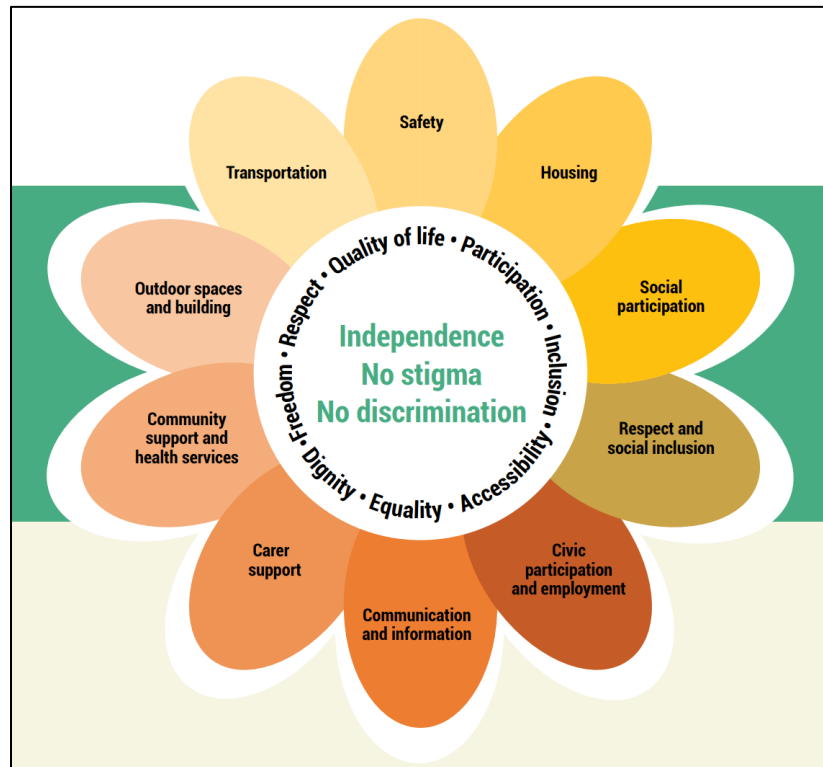 Safety
Housing
Social
participation
Respect and
social inclusion
Civic
participation
and employment
Communication
and information
Carer
support
Community
support and
health services
Outdoor spaces
and building
Transportation
Respect • Quality of life • Participation • Inclusion • Accessibility • Equality • Dignity • Freedom •
Independence
No stigma
No discrimination